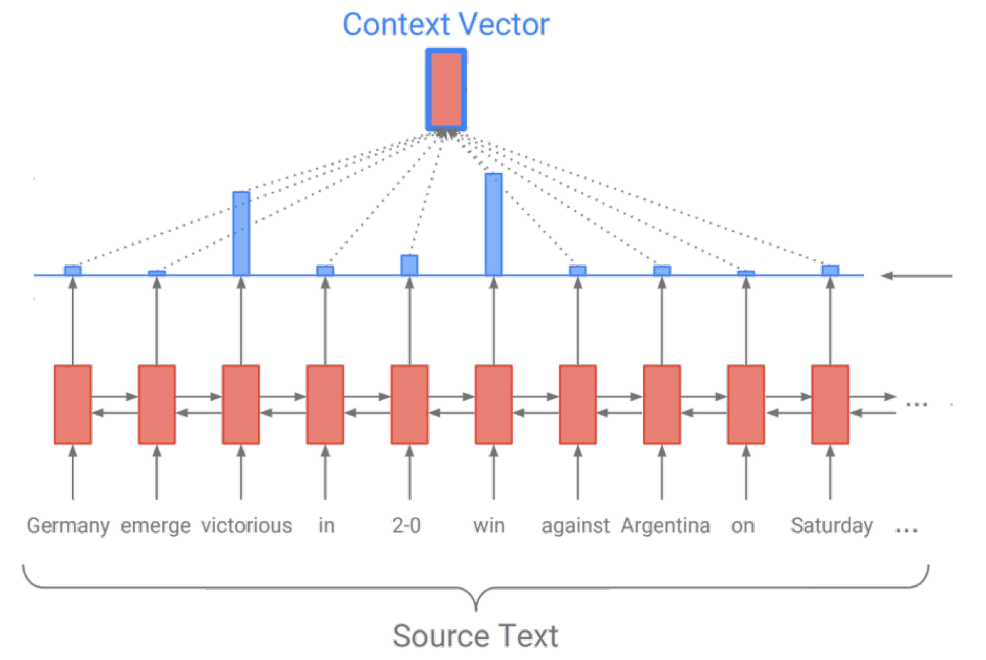 Context Vector
Germany emerge victorious in 2-0 win against Argentina on Saturday ...
...
Source Text